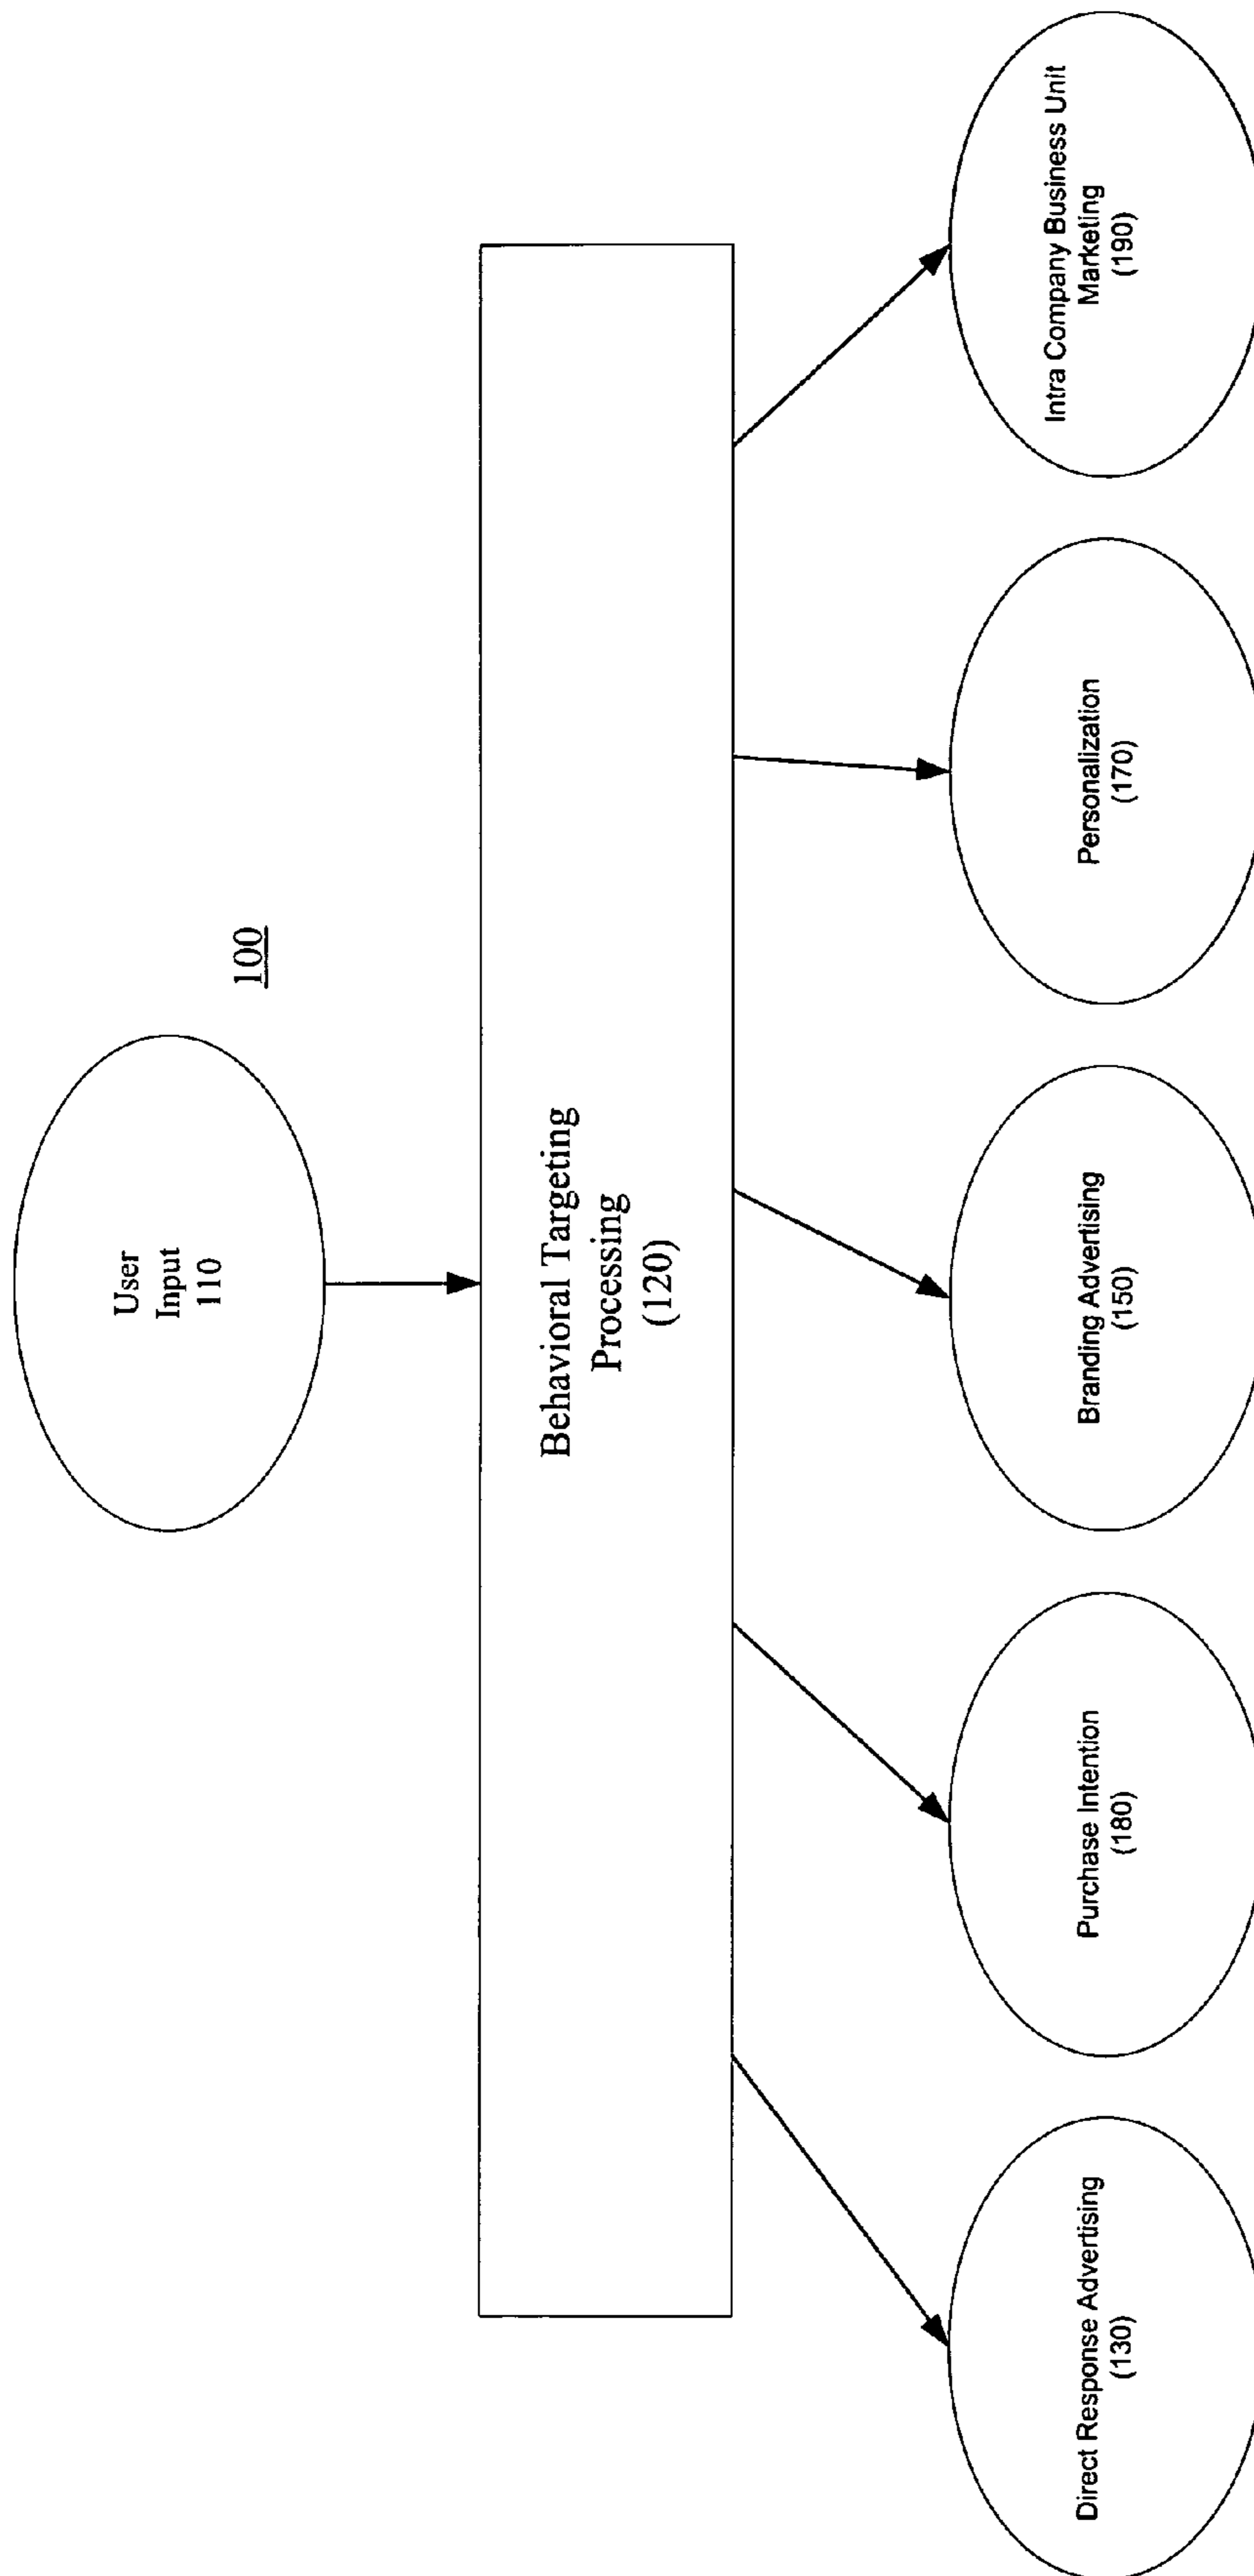 User
Input
110
100
Behavioral Targeting
Processing
(120)
Direct Response Advertising
(130)
Purchase Intention
(180)
Branding Advertising
(150)
Personalization
(170)
Intra Company Business Unit
Marketing
(190)